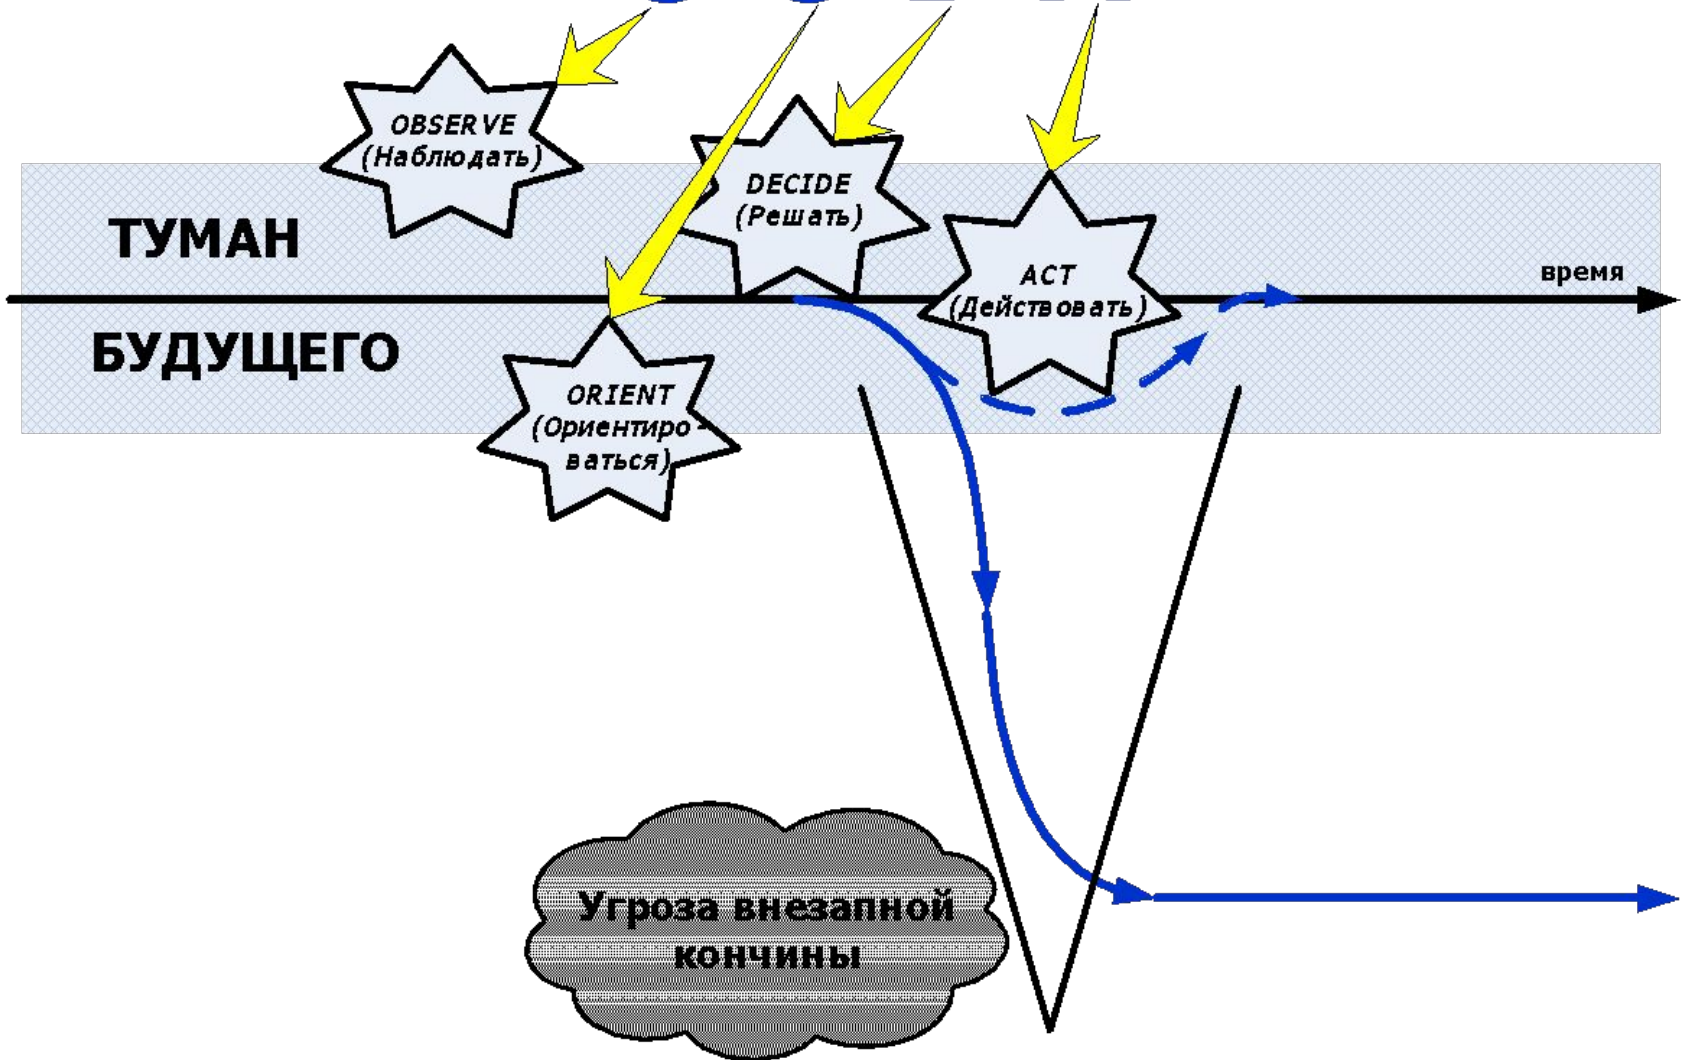 OBSERVE
(Наблюдать)
DECIDE
(Решать)
ТУМАН
ACT
(Действовать)
время
БУДУЩЕГО
ORIENT
(Ориентиро-
ваться)
Угроза внезапной
кончины